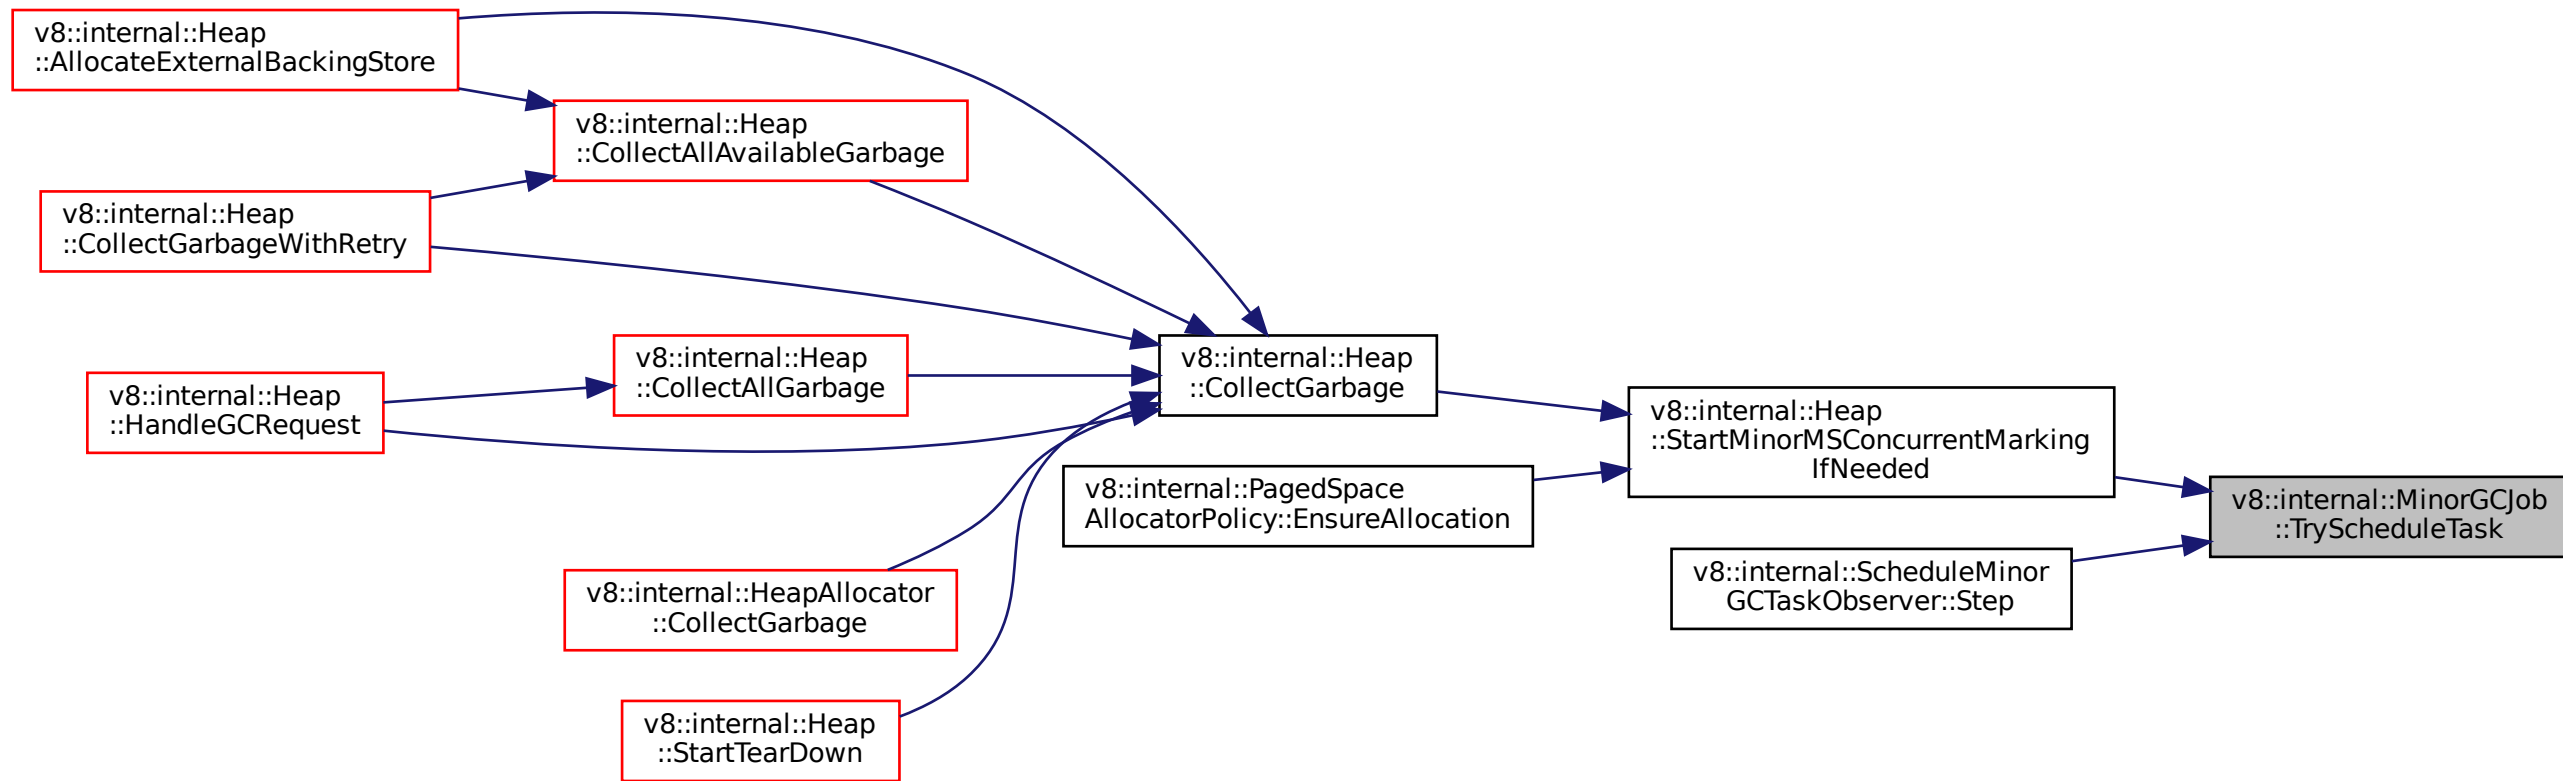 v8::internal::Heap
::AllocateExternalBackingStore
v8::internal::Heap
::CollectAllAvailableGarbage
v8::internal::Heap
::CollectGarbageWithRetry
v8::internal::Heap
::CollectAllGarbage
v8::internal::Heap
::HandleGCRequest
v8::internal::Heap
::CollectGarbage
v8::internal::Heap
::StartMinorMSConcurrentMarking
IfNeeded
v8::internal::PagedSpace
AllocatorPolicy::EnsureAllocation
v8::internal::MinorGCJob
::TryScheduleTask
v8::internal::ScheduleMinor
GCTaskObserver::Step
v8::internal::HeapAllocator
::CollectGarbage
v8::internal::Heap
::StartTearDown